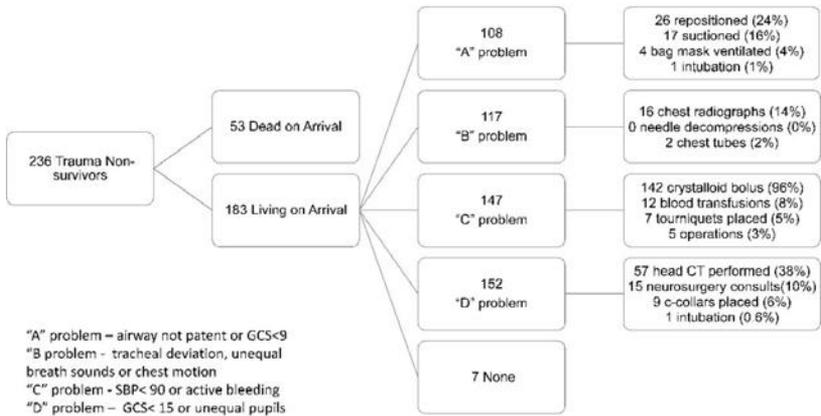 236 Trauma Non-
survivors
53 Dead on Arrival
183 Living on Arrival
108
"A" problem
117
"B" problem
147
"C" problem
152
"D" problem
7 None
26 repositioned (24%)
17 suctioned (16%)
4 bag mask ventilated (4%)
1 intubation (1%)
16 chest radiographs (14%)
0 needle decompressions (0%)
2 chest tubes (2%)
142 crystalloid bolus (96%)
12 blood transfusions (8%)
7 tourniquets placed (5%)
5 operations (3%)
57 head CT performed (38%)
15 neurosurgery consults(10%)
9 c-collars placed (6%)
1 intubation (0.6%)
"A" problem – airway not patent or GCS<9
"B problem - tracheal deviation, unequal
breath sounds or chest motion
"C" problem - SBP< 90 or active bleeding
"D" problem – GCS< 15 or unequal pupils